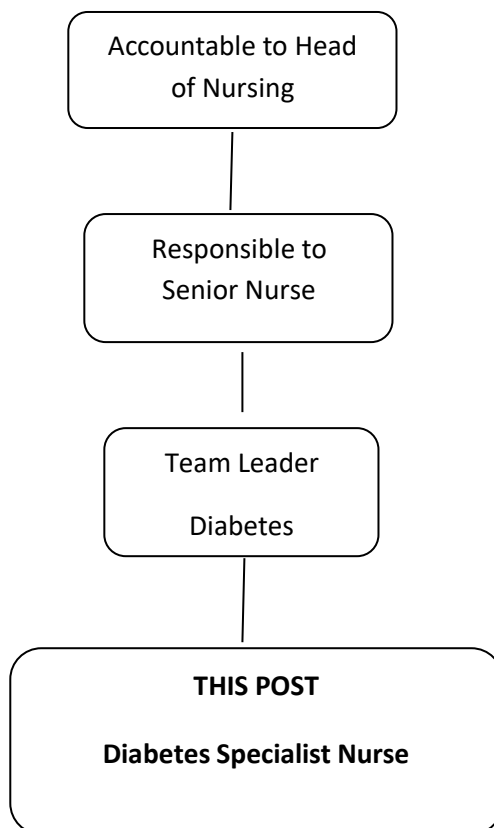 Accountable to Head
of Nursing
Responsible to
Senior Nurse
Team Leader
Diabetes
THIS POST
Diabetes Specialist Nurse